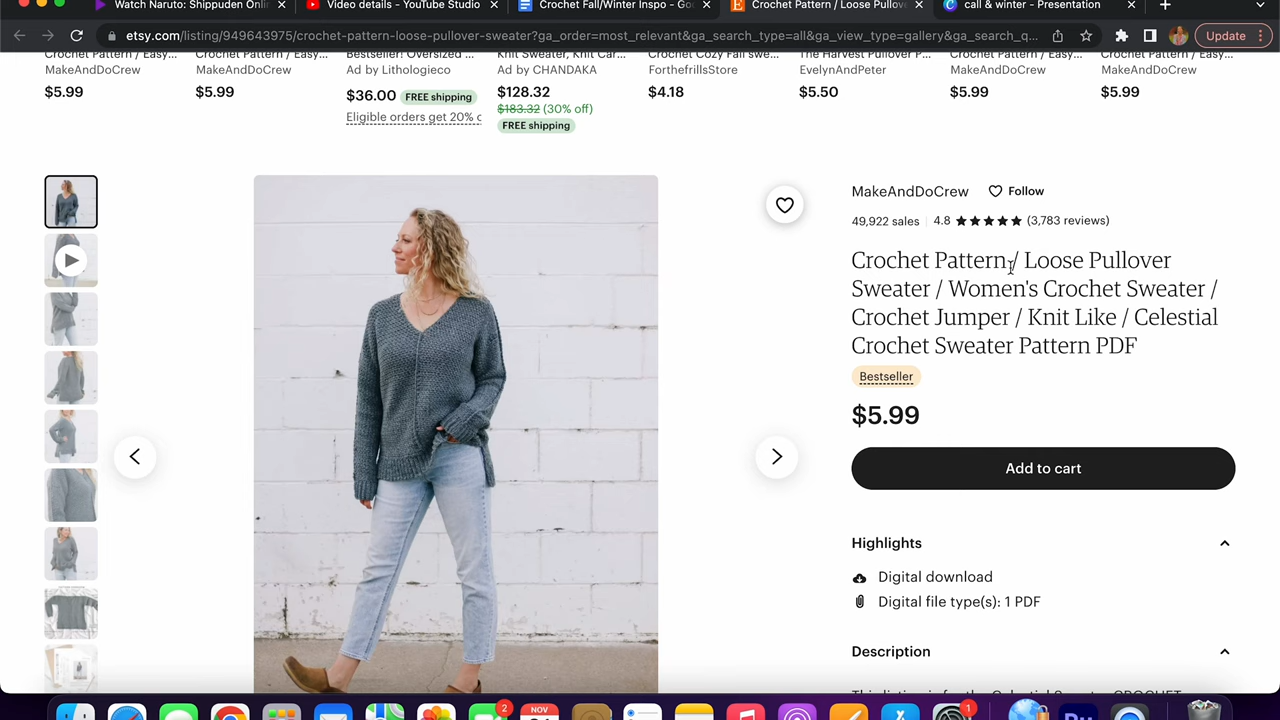 Watch Naruto: Shippuden Onli
Video details - YouTube Studio
Crochet Fall/Winter Inspo - Go
Crochet Pattern / Loose Pullov
call & winter - Presentation
etsy.com/listing/949643975/crochet-pattern-loose-pullover-sweater?ga_order=most_relevant&ga_search_type=all&ga_view_type=gallery&ga_search_q...
Update
Crochet Pattern / Easy...
MakeAndDoCrew
$5.99
Crochet Pattern / Easy...
MakeAndDoCrew
$5.99
Bestseller! Oversized ...
Ad by Lithologieco
$36.00 FREE shipping
Eligible orders get 20% o
Knit Sweater, Knit Car...
Ad by CHANDAKA
$128.32
$183.32 (30% off)
FREE shipping
Crochet Cozy Fall swe...
ForthefrillsStore
$4.18
The Harvest Pullover P...
EvelynAndPeter
$5.50
Crochet Pattern / Easy...
MakeAndDoCrew
$5.99
Crochet Pattern / Easy...
MakeAndDoCrew
$5.99
MakeAndDoCrew Follow
49,922 sales 4.8 ★★★★★ (3,783 reviews)
Crochet Pattern / Loose Pullover
Sweater / Women's Crochet Sweater /
Crochet Jumper / Knit Like / Celestial
Crochet Sweater Pattern PDF
Bestseller
$5.99
Add to cart
Highlights
Digital download
Digital file type(s): 1 PDF
Description
NOV
2
1
Pr